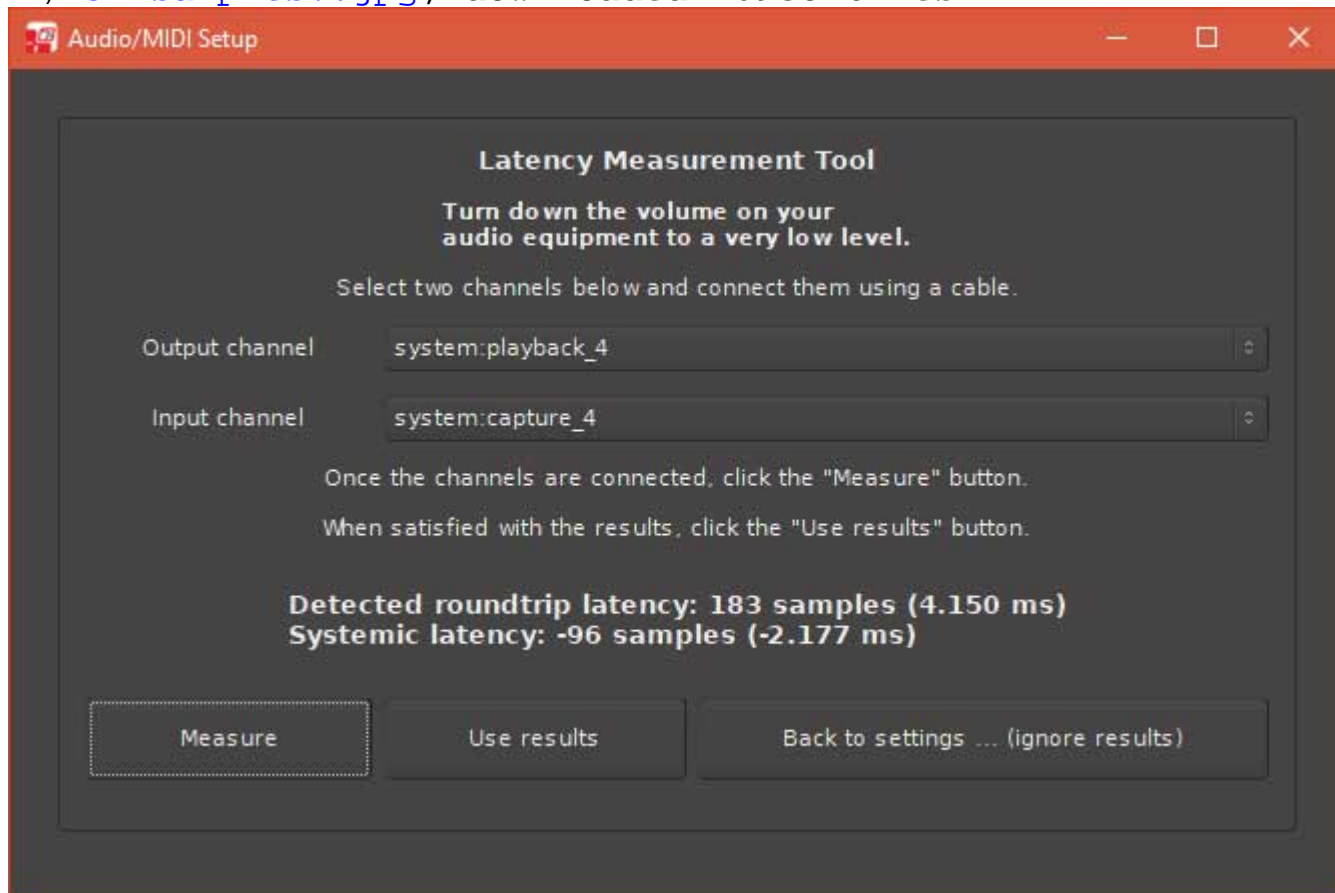 Audio/MIDI Setup
Latency Measurement Tool
Turn down the volume on your
audio equipment to a very low level.
Select two channels below and connect them using a cable.
Output channel system:playback_4
Input channel system:capture_4
Once the channels are connected, click the "Measure" button.
When satisfied with the results, click the "Use results" button.
Detected roundtrip latency: 183 samples (4.150 ms)
Systemic latency: -96 samples (-2.177 ms)
Measure Use results Back to settings ... (ignore results)